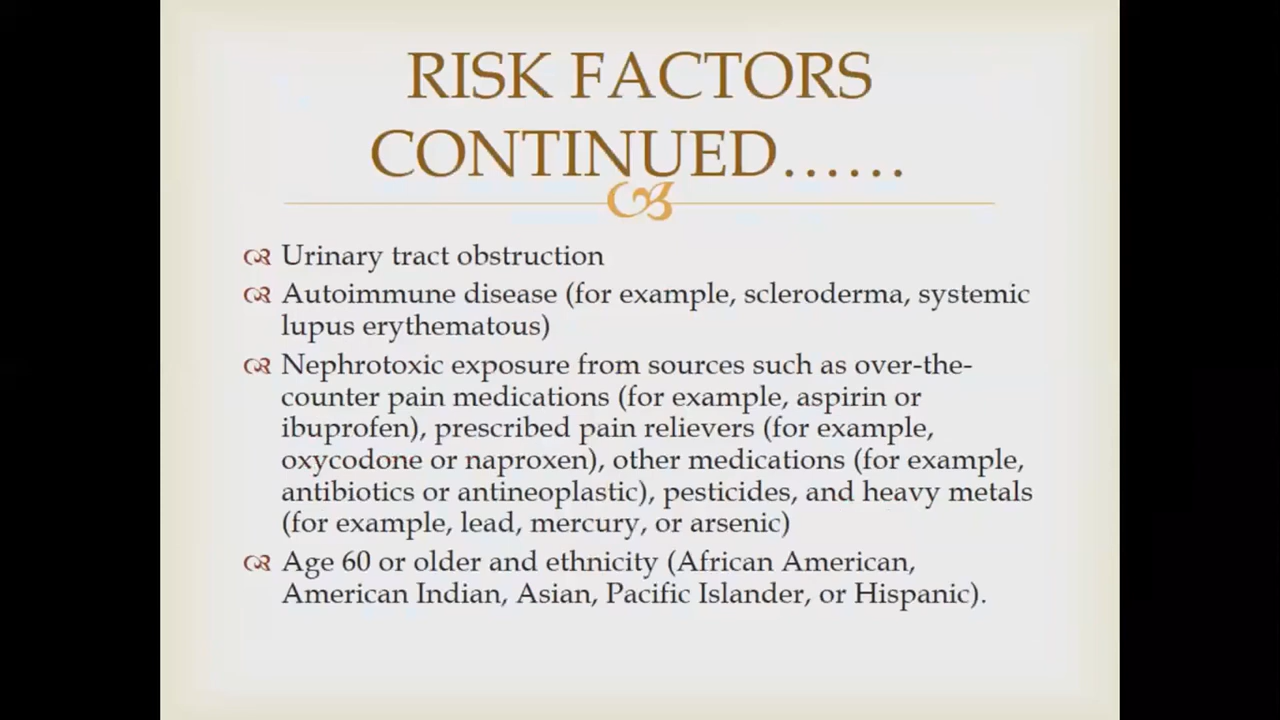 RISK FACTORS
CONTINUED......
Urinary tract obstruction
Autoimmune disease (for example, scleroderma, systemic
lupus erythematous)
Nephrotoxic exposure from sources such as over-the-
counter pain medications (for example, aspirin or
ibuprofen), prescribed pain relievers (for example,
oxycodone or naproxen), other medications (for example,
antibiotics or antineoplastic), pesticides, and heavy metals
(for example, lead, mercury, or arsenic)
Age 60 or older and ethnicity (African American,
American Indian, Asian, Pacific Islander, or Hispanic).